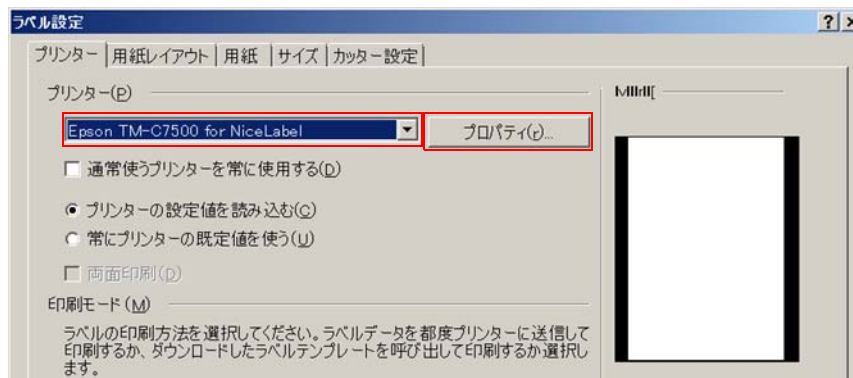 ラベル設定
プリンター 用紙レイアウト 用紙 サイズ カッター設定
プリンター(P)
Epson TM-C7500 for NiceLabel プロパティ(r)...
通常使うプリンターを常に使用する(D)
プリンターの設定値を読み込む(C)
常にプリンターの既定値を使う(U)
両面印刷(D)
印刷モード(M)
ラベルの印刷方法を選択してください。ラベルデータを都度プリンターに送信して
印刷するか、ダウンロードしたラベルテンプレートを呼び出して印刷するか選択し
ます。